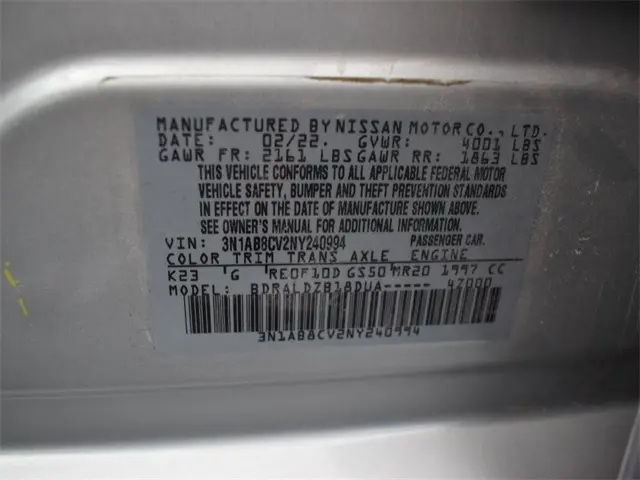 MANUFACTURED BY NISSAN MOTOR CO., LTD.
DATE: 02/22. GVWR: 4001 LBS
GAWR FR: 2161 LBS GAWR RR: 1863 LBS
THIS VEHICLE CONFORMS TO ALL APPLICABLE FEDERAL MOTOR
VEHICLE SAFETY, BUMPER AND THEFT PREVENTION STANDARDS
IN EFFECT ON THE DATE OF MANUFACTURE SHOWN ABOVE.
SEE OWNER'S MANUAL FOR ADDITIONAL INFORMATION.
VIN: 3N1AB8CV2NY240994 PASSENGER CAR.
COLOR TRIM TRANS AXLE ENGINE
K23 G RE0F10D GS50 MR20 1997 CC
MODEL: BDRALDZB18DUA----- 47000
3N1AB8CV2NY240994